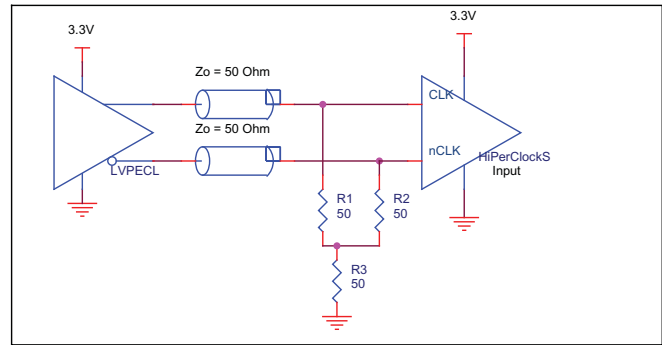 3.3V
3.3V
Zo = 50 Ohm
CLK
Zo = 50 Ohm
nCLK
HiPerClockS
Input
LVPECL
R1
50
R2
50
R3
50